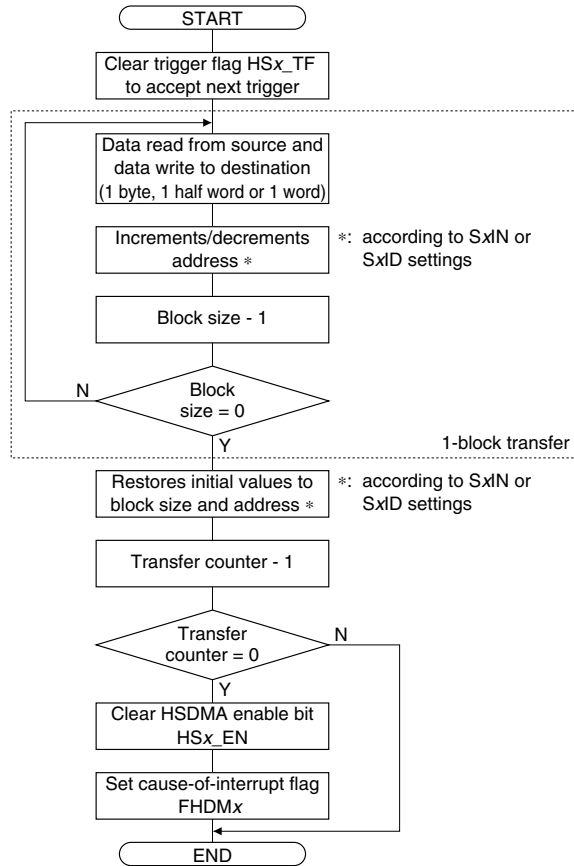 START
Clear trigger flag HSx_TF
to accept next trigger
Data read from source and
data write to destination
(1 byte, 1 half word or 1 word)
Increments/decrements
address *
*: according to SxIN or
SxID settings
Block size - 1
N
Block
size = 0
Y
1-block transfer
Restores initial values to
block size and address *
*: according to SxIN or
SxID settings
Transfer counter - 1
Transfer
counter = 0
N
Y
Clear HSDMA enable bit
HSx_EN
Set cause-of-interrupt flag
FHDMx
END